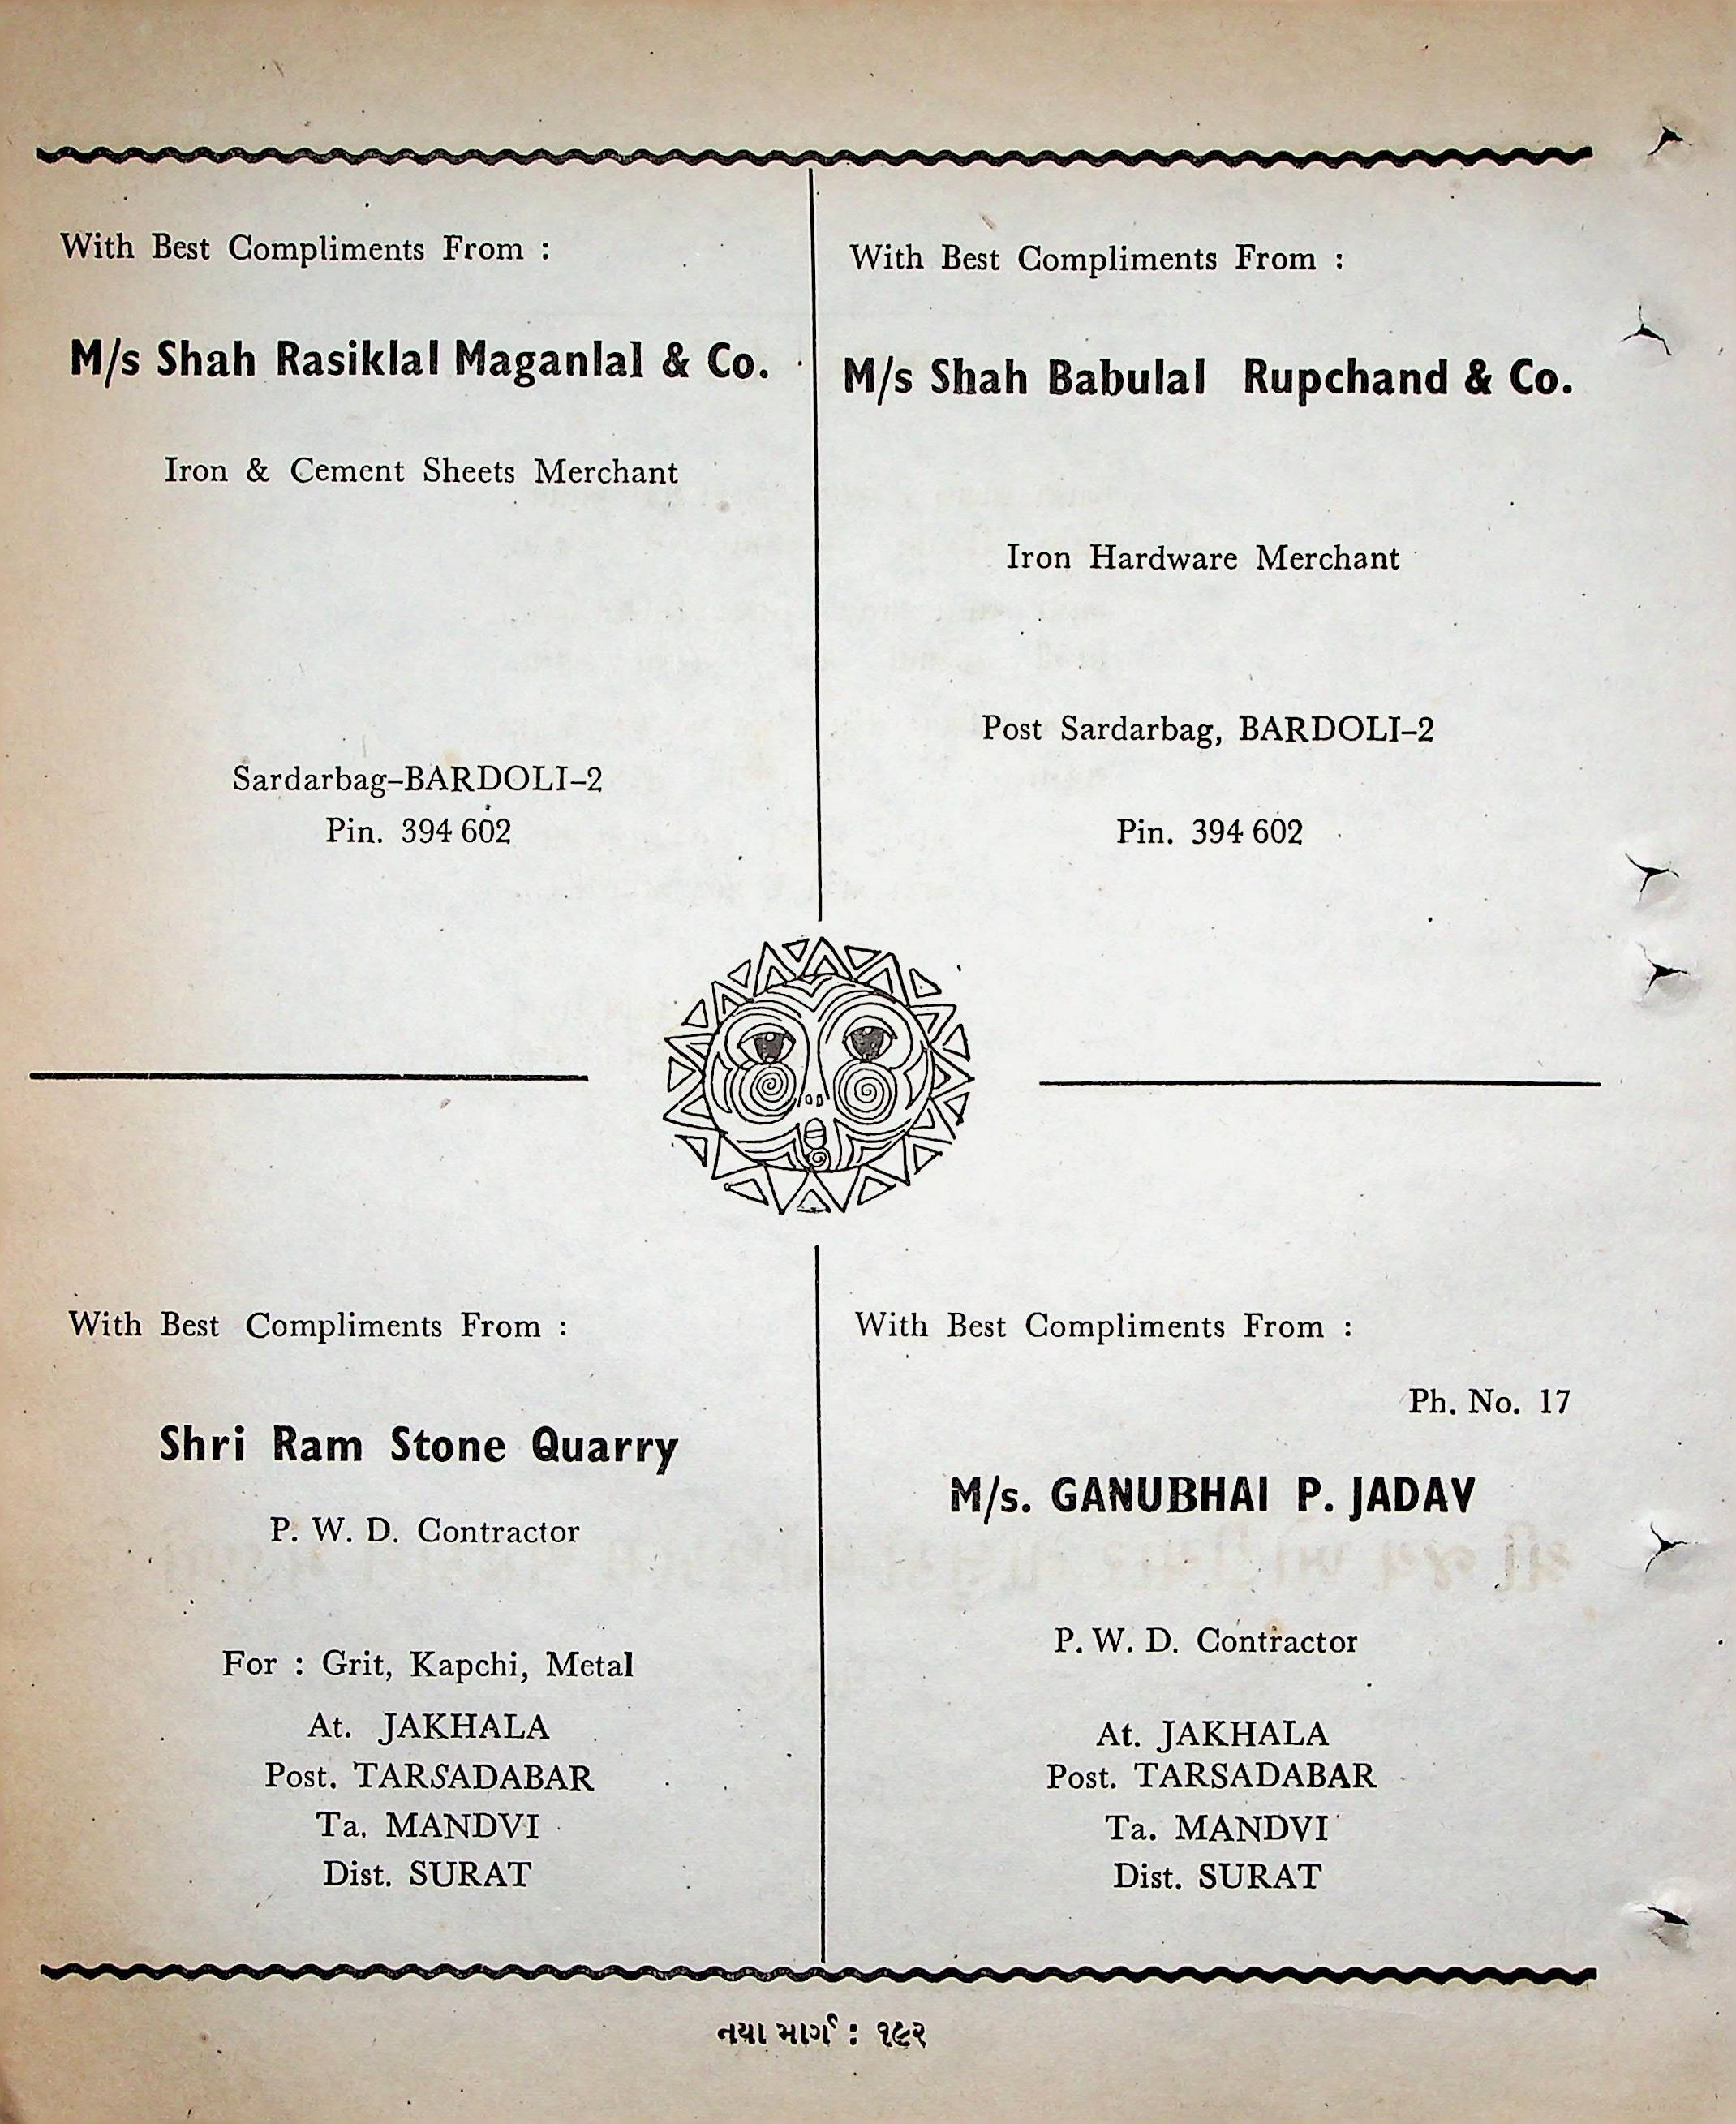 With Best Compliments From :
M/s Shah Rasiklal Maganlal & Co.
Iron & Cement Sheets Merchant
Sardarbag–BARDOLI–2
Pin. 394 602
With Best Compliments From :
M/s Shah Babulal Rupchand & Co.
Iron Hardware Merchant
Post Sardarbag, BARDOLI–2
Pin. 394 602
With Best Compliments From :
Shri Ram Stone Quarry
P. W. D. Contractor
For : Grit, Kapchi, Metal
At. JAKHALA
Post. TARSADABAR
Ta. MANDVI
Dist. SURAT
With Best Compliments From :
Ph. No. 17
M/s. GANUBHAI P. JADAV
P. W. D. Contractor
At. JAKHALA
Post. TARSADABAR
Ta. MANDVI
Dist. SURAT
નયા માર્ગ : ૧૯૨